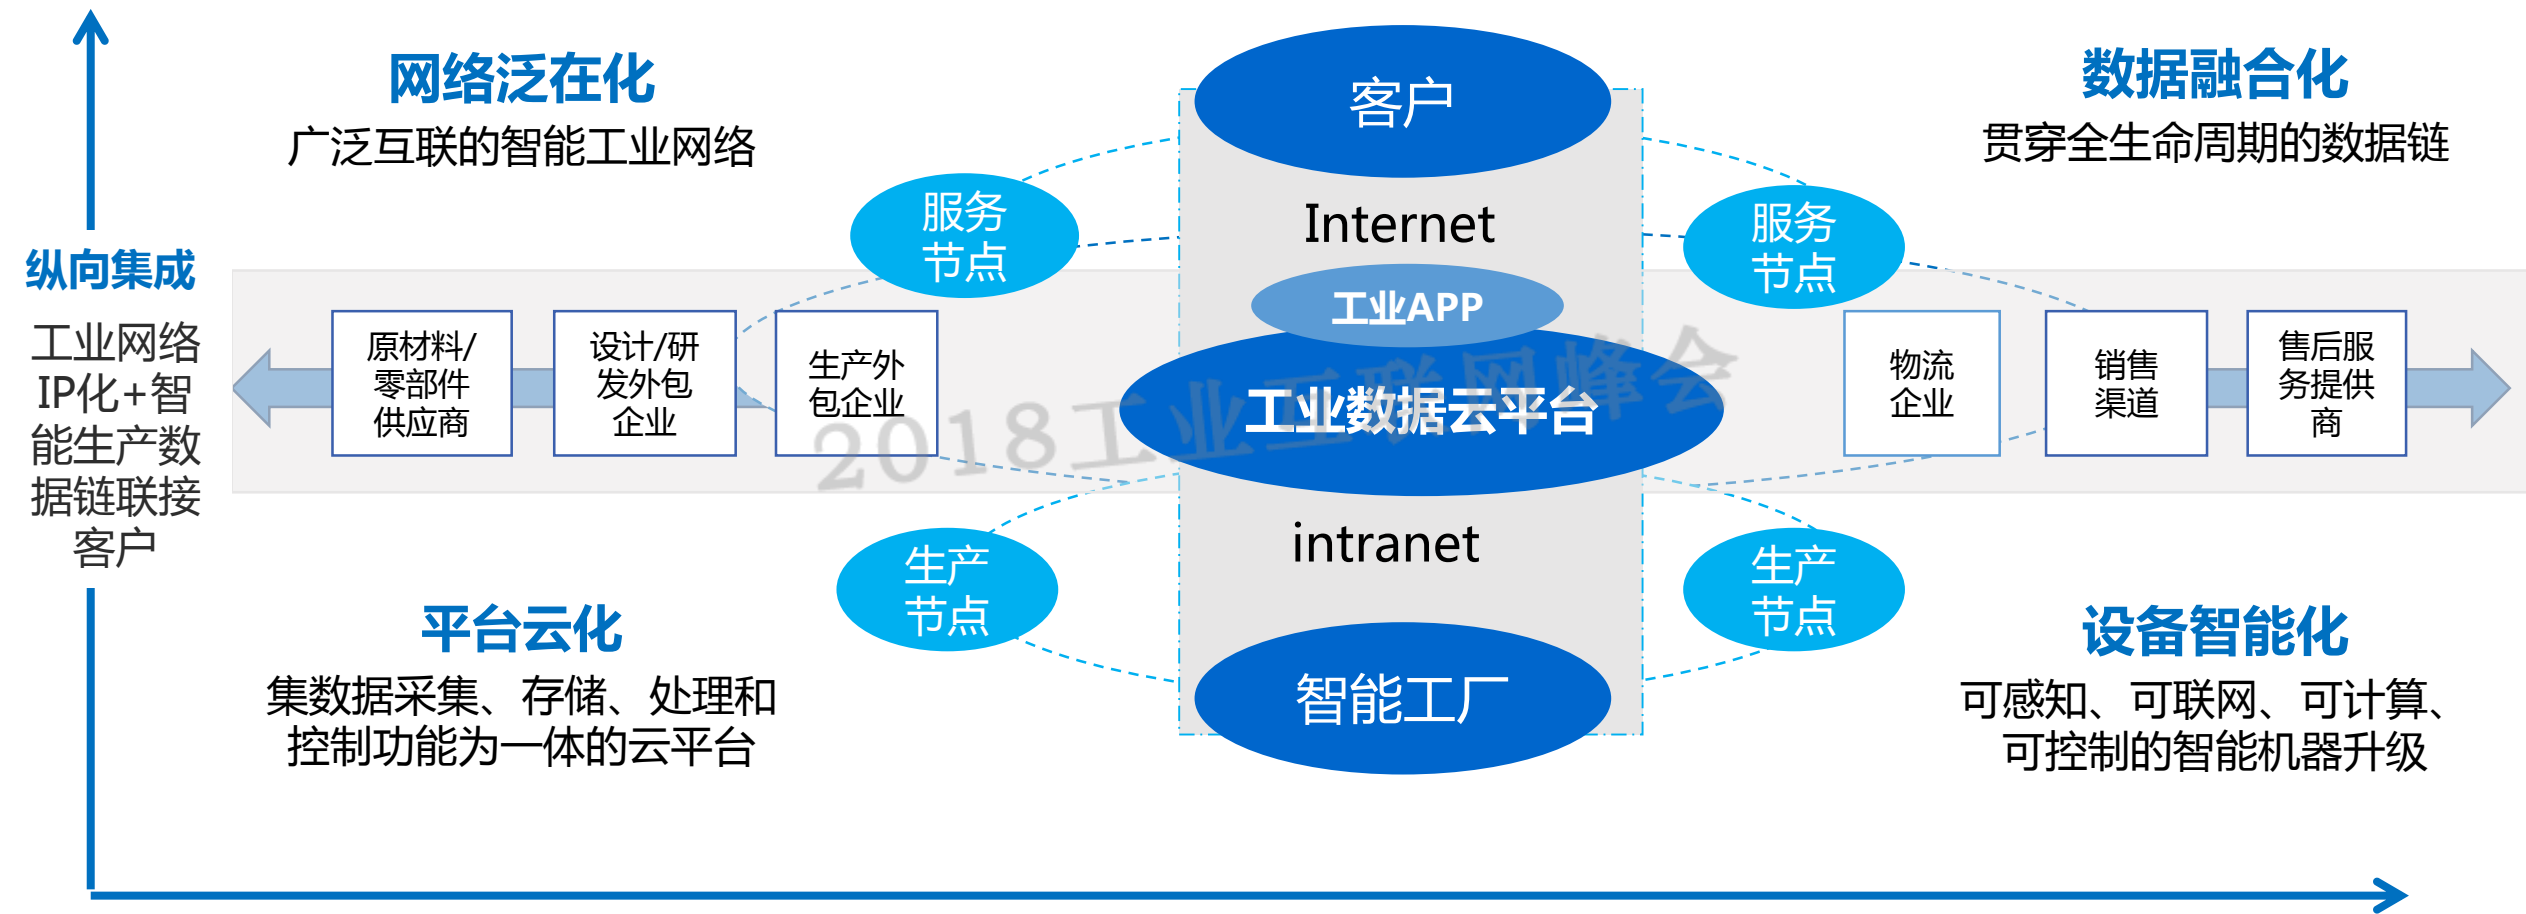 网络泛在化
广泛互联的智能工业网络
客户
数据融合化
贯穿全生命周期的数据链
服务
节点
Internet
服务
节点
纵向集成
工业网络
IP化+智
能生产数
据链联接
客户
工业APP
原材料/
零部件
供应商
设计/研
发外包
企业
生产外
包企业
工业数据云平台
2018工业互联网峰会
物流
企业
销售
渠道
售后服
务提供
商
intranet
生产
节点
生产
节点
平台云化
集数据采集、存储、处理和
控制功能为一体的云平台
智能工厂
设备智能化
可感知、可联网、可计算、
可控制的智能机器升级